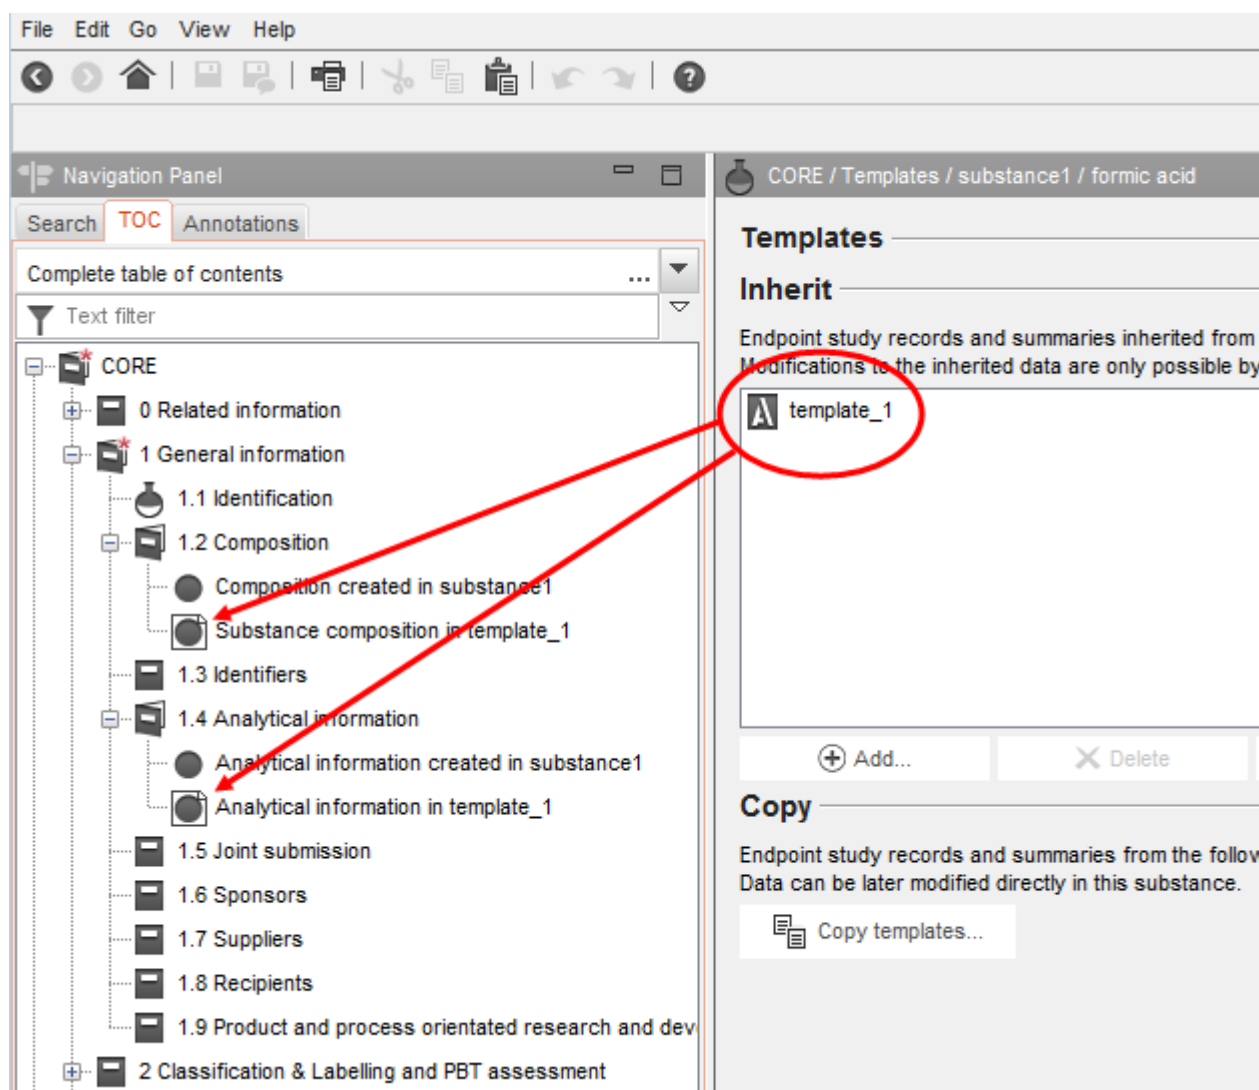 File Edit Go View Help
Navigation Panel
Search TOC Annotations
Complete table of contents ...
Text filter
CORE
0 Related information
1 General information
1.1 Identification
1.2 Composition
Composition created in substance1
Substance composition in template_1
1.3 Identifiers
1.4 Analytical information
Analytical information created in substance1
Analytical information in template_1
1.5 Joint submission
1.6 Sponsors
1.7 Suppliers
1.8 Recipients
1.9 Product and process orientated research and dev
2 Classification & Labelling and PBT assessment
CORE / Templates / substance1 / formic acid
Templates
Inherit
Endpoint study records and summaries inherited from
Modifications to the inherited data are only possible by
template_1
Add... Delete
Copy
Endpoint study records and summaries from the follow
Data can be later modified directly in this substance.
Copy templates...